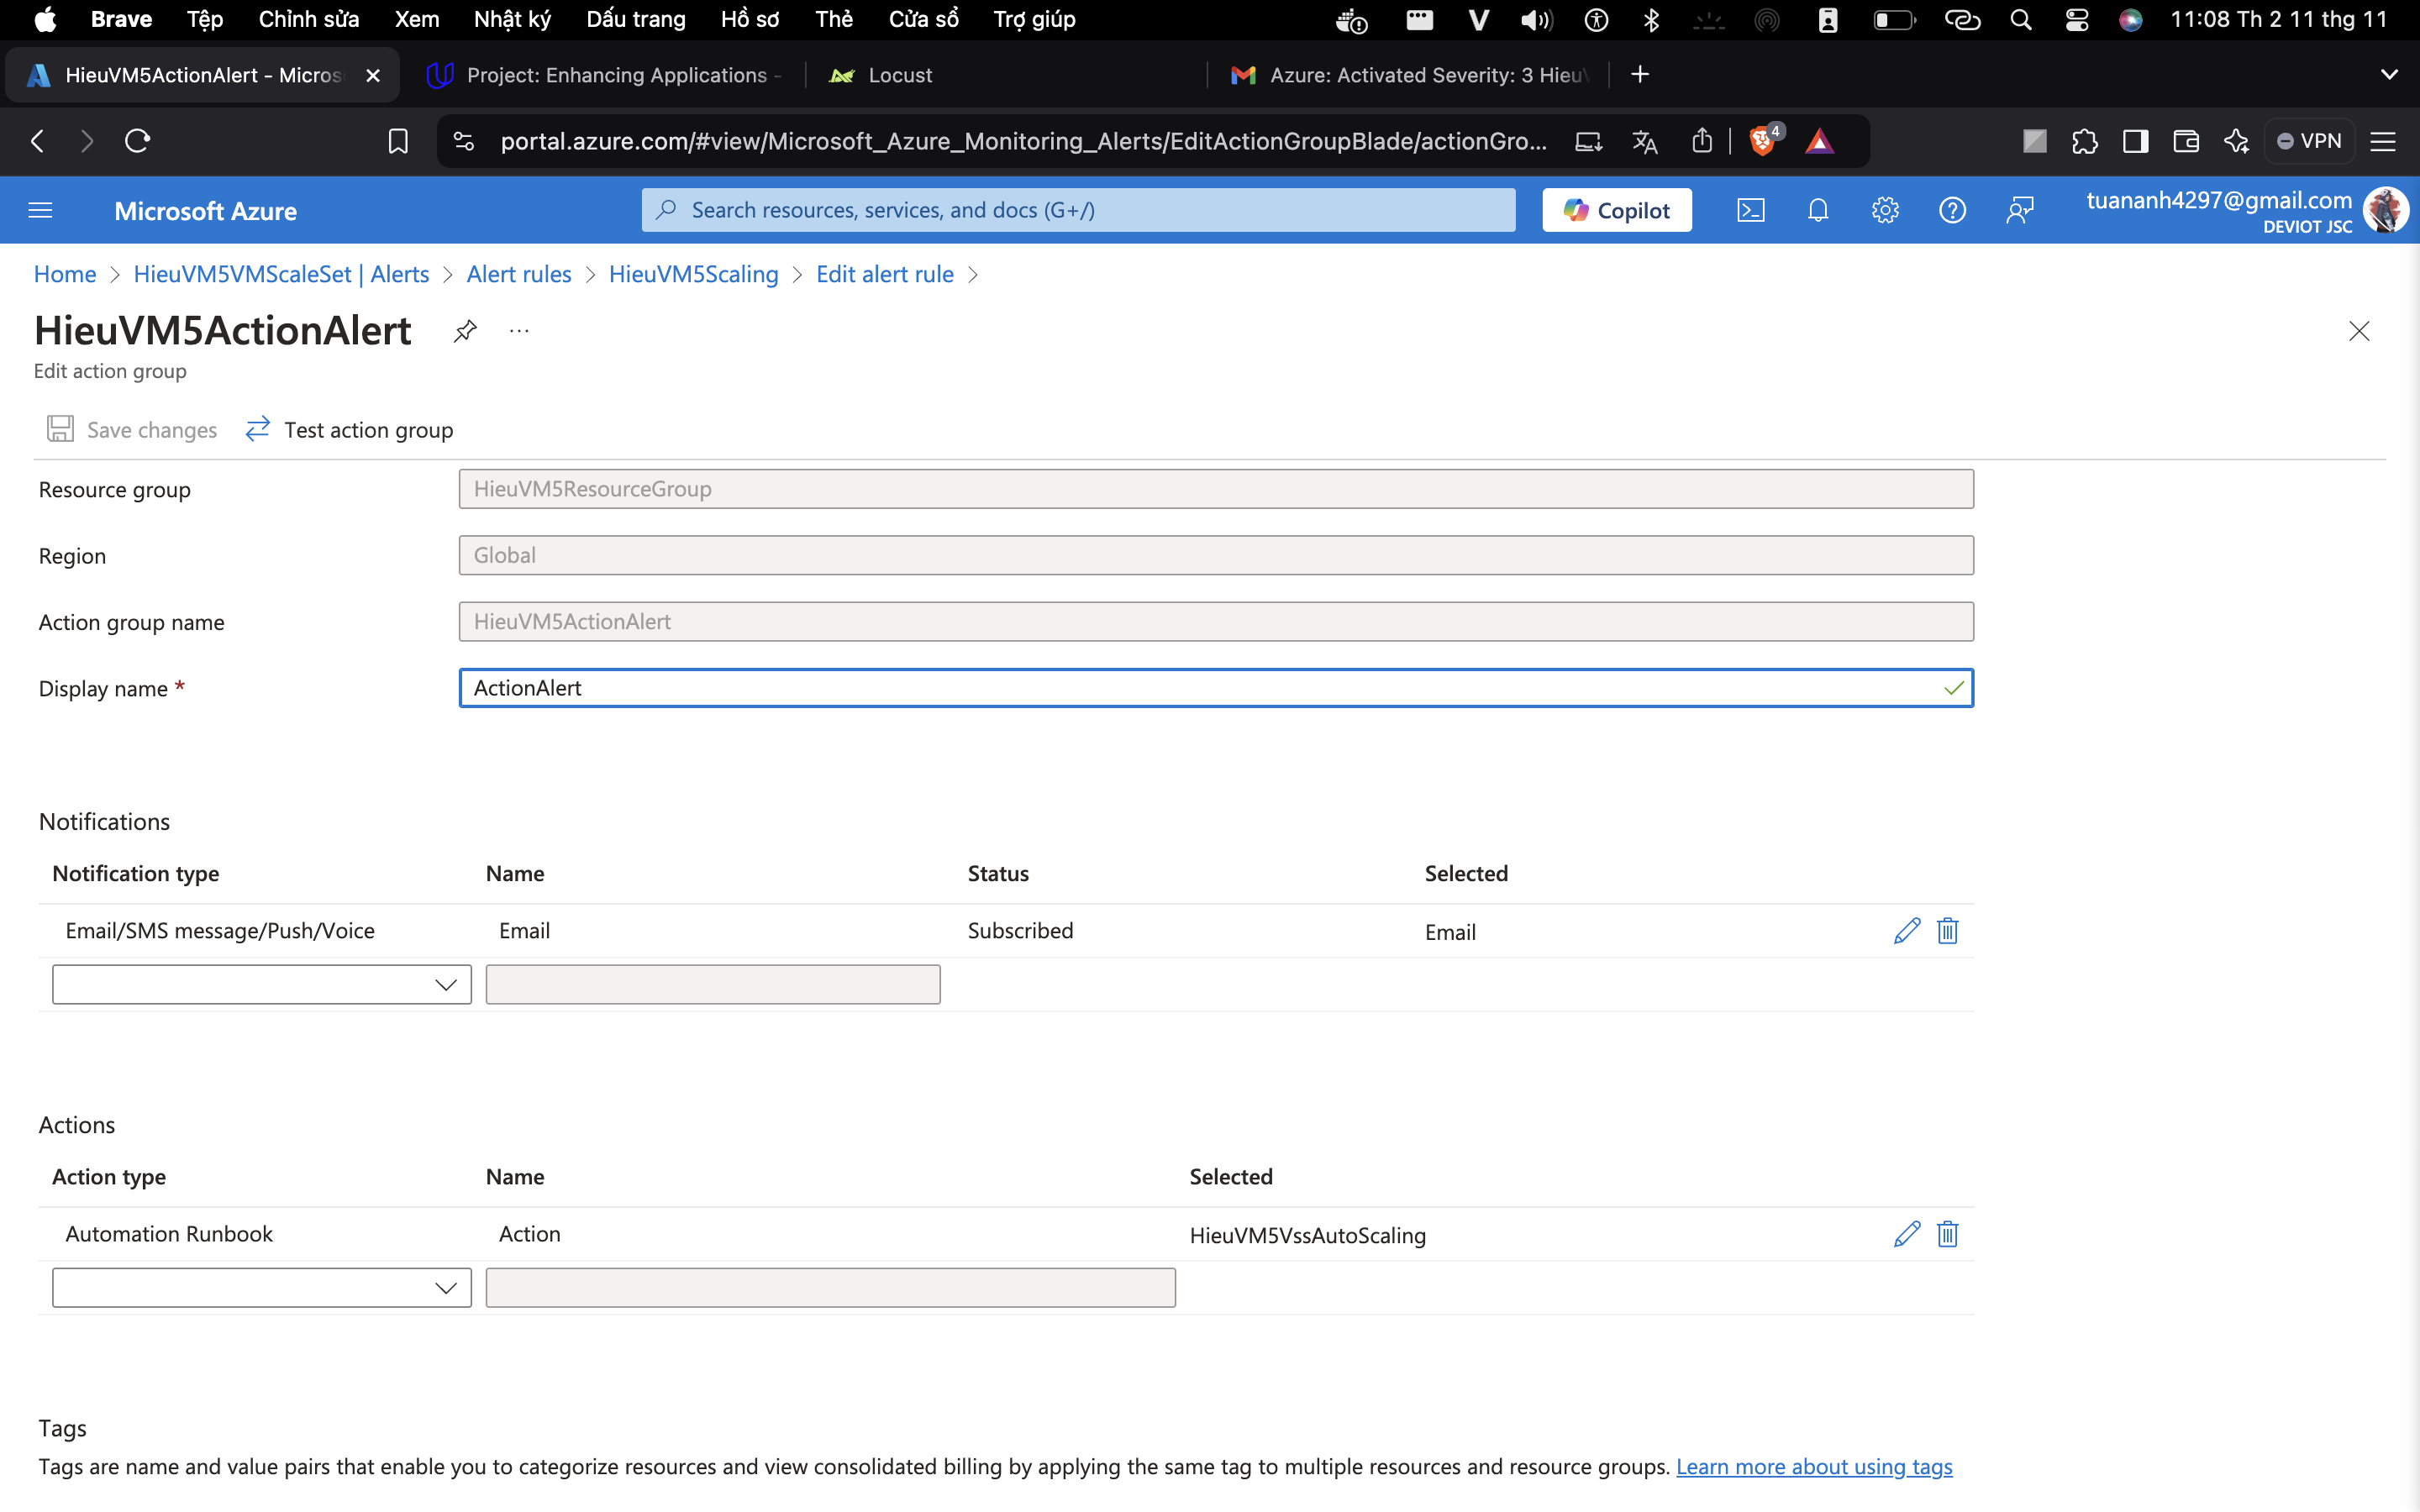 Brave Tệp Chỉnh sửa Xem Nhật ký Dấu trang Hồ sơ Thẻ Cửa sổ Trợ giúp 11:08 Th 2 11 thg 11
HieuVM5ActionAlert - Micros Project: Enhancing Applications - Locust Azure: Activated Severity: 3 Hieu
portal.azure.com/#view/Microsoft_Azure_Monitoring_Alerts/EditActionGroupBlade/actionGro... 4 VPN
Microsoft Azure Search resources, services, and docs (G+/) Copilot tuananh4297@gmail.com
DEVIOT JSC
Home > HieuVM5VMScaleSet | Alerts > Alert rules > HieuVM5Scaling > Edit alert rule >
HieuVM5ActionAlert ...
Edit action group
Save changes Test action group
Resource group HieuVM5ResourceGroup
Region Global
Action group name HieuVM5ActionAlert
Display name * ActionAlert
Notifications
Notification type Name Status Selected
Email/SMS message/Push/Voice Email Subscribed Email
Actions
Action type Name Selected
Automation Runbook Action HieuVM5VssAutoScaling
Tags
Tags are name and value pairs that enable you to categorize resources and view consolidated billing by applying the same tag to multiple resources and resource groups. Learn more about using tags